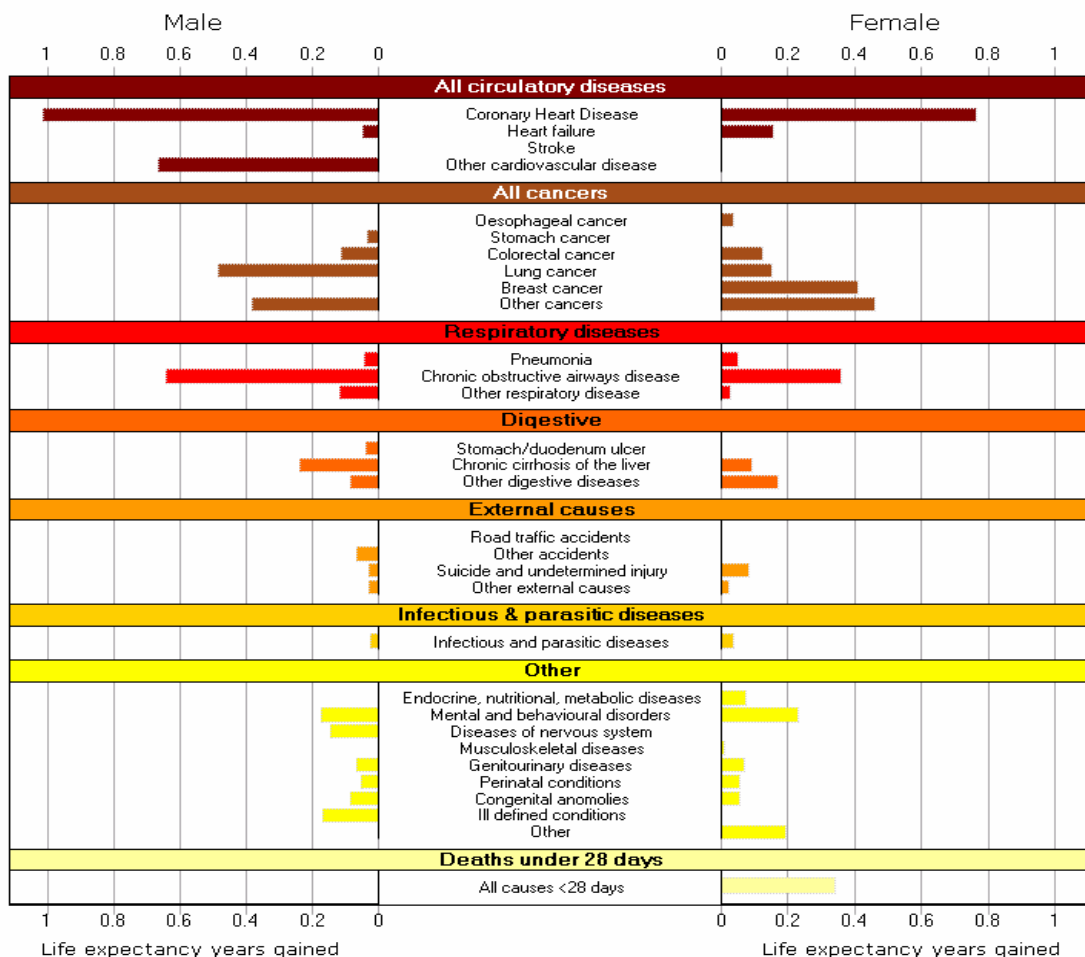 Male Female
1 0.8 0.6 0.4 0.2 0 0 0.2 0.4 0.6 0.8 1
All circulatory diseases
Coronary Heart Disease
Heart failure
Stroke
Other cardiovascular disease
All cancers
Oesophageal cancer
Stomach cancer
Colorectal cancer
Lung cancer
Breast cancer
Other cancers
Respiratory diseases
Pneumonia
Chronic obstructive airways disease
Other respiratory disease
Digestive
Stomach/duodenum ulcer
Chronic cirrhosis of the liver
Other digestive diseases
External causes
Road traffic accidents
Other accidents
Suicide and undetermined injury
Other external causes
Infectious & parasitic diseases
Infectious and parasitic diseases
Other
Endocrine, nutritional, metabolic diseases
Mental and behavioural disorders
Diseases of nervous system
Musculoskeletal diseases
Genitourinary diseases
Perinatal conditions
Congenital anomolies
Ill defined conditions
Other
Deaths under 28 days
All causes <28 days
1 0.8 0.6 0.4 0.2 0 0 0.2 0.4 0.6 0.8 1
Life expectancy years gained Life expectancy years gained